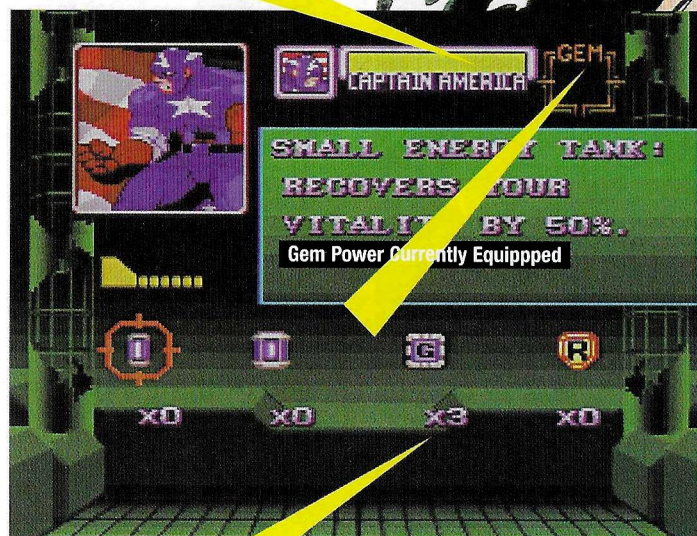 GEM
CAPTAIN AMERICA
SMALL ENERGY TANK:
RECOVERS YOUR
VITALITY BY 50%.
Gem Power Currently Equippped
I I G R
x0 x0 x3 x0